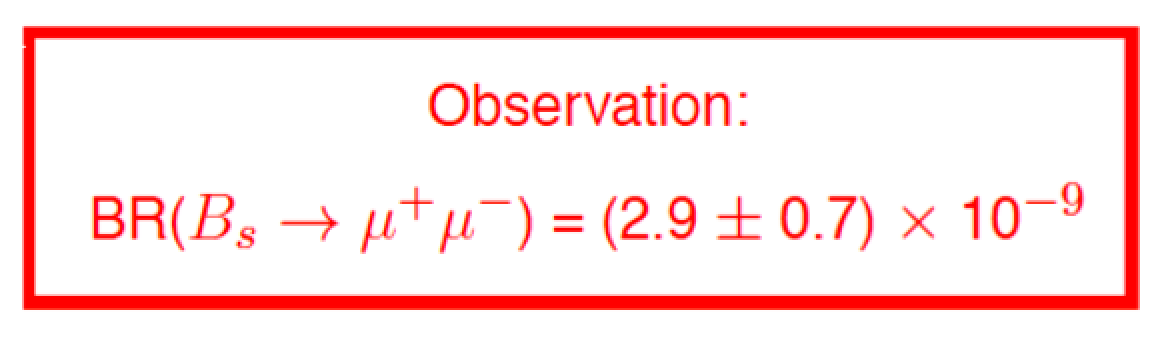 Observation:
BR(B_s → μ⁺μ⁻) = (2.9 ± 0.7) × 10⁻⁹